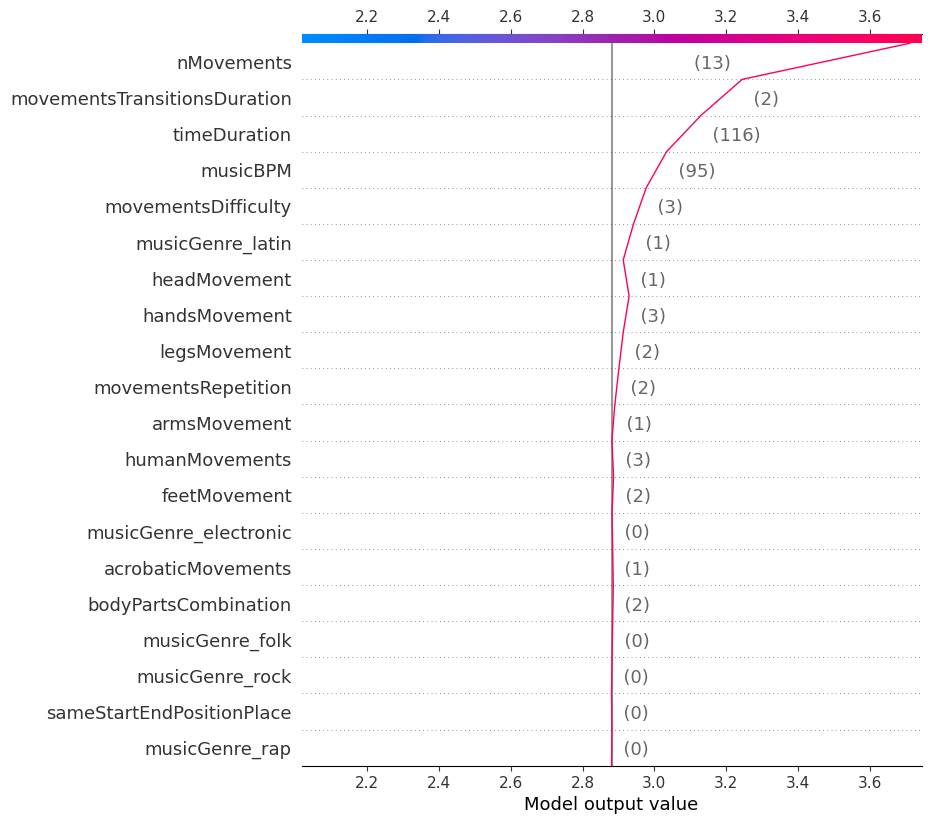 2.2 2.4 2.6 2.8 3.0 3.2 3.4 3.6
nMovements (13)
movementsTransitionsDuration (2)
timeDuration (116)
musicBPM (95)
movementsDifficulty (3)
musicGenre_latin (1)
headMovement (1)
handsMovement (3)
legsMovement (2)
movementsRepetition (2)
armsMovement (1)
humanMovements (3)
feetMovement (2)
musicGenre_electronic (0)
acrobaticMovements (1)
bodyPartsCombination (2)
musicGenre_folk (0)
musicGenre_rock (0)
sameStartEndPositionPlace (0)
musicGenre_rap (0)
2.2 2.4 2.6 2.8 3.0 3.2 3.4 3.6
Model output value